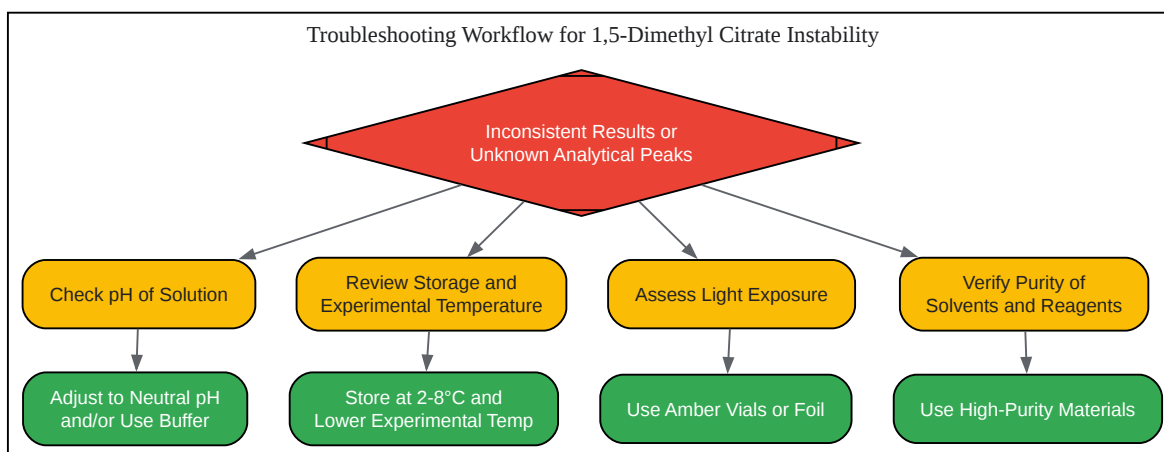 Troubleshooting Workflow for 1,5-Dimethyl Citrate Instability
Inconsistent Results or
Unknown Analytical Peaks
Check pH of Solution
Review Storage and
Experimental Temperature
Assess Light Exposure
Verify Purity of
Solvents and Reagents
Adjust to Neutral pH
and/or Use Buffer
Store at 2-8°C and
Lower Experimental Temp
Use Amber Vials or Foil
Use High-Purity Materials